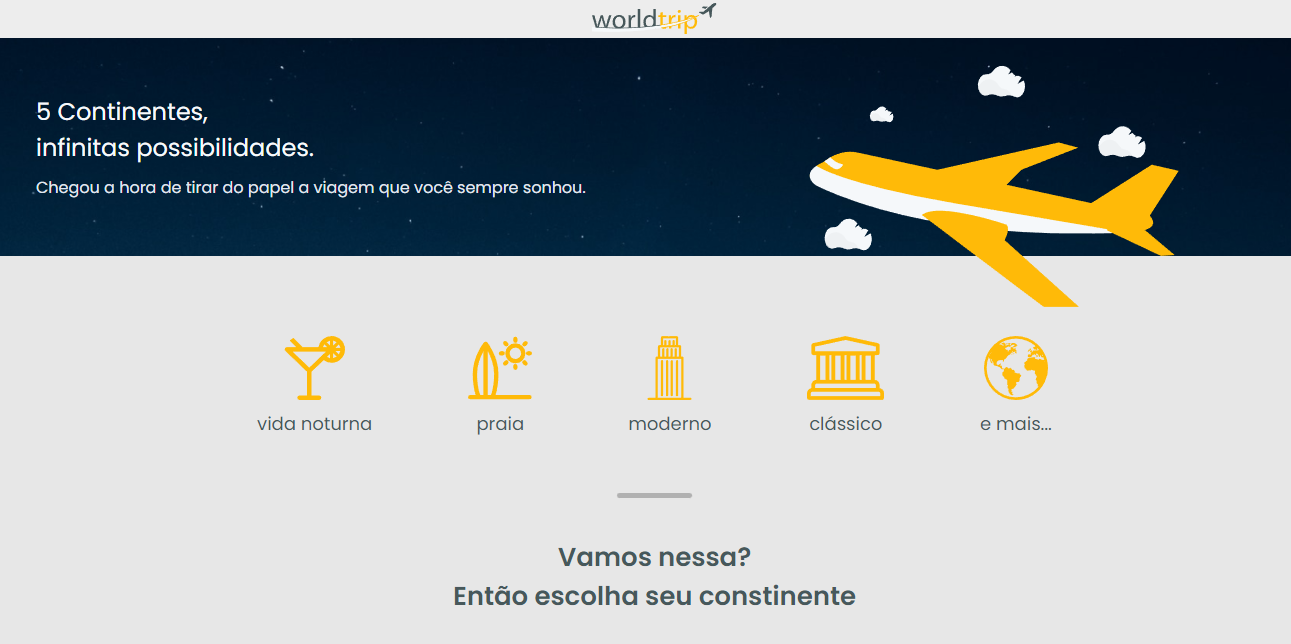 worldtrip
5 Continentes,
infinitas possibilidades.
Chegou a hora de tirar do papel a viagem que você sempre sonhou.
vida noturna
praia
moderno
clássico
e mais...
Vamos nessa?
Então escolha seu constinente